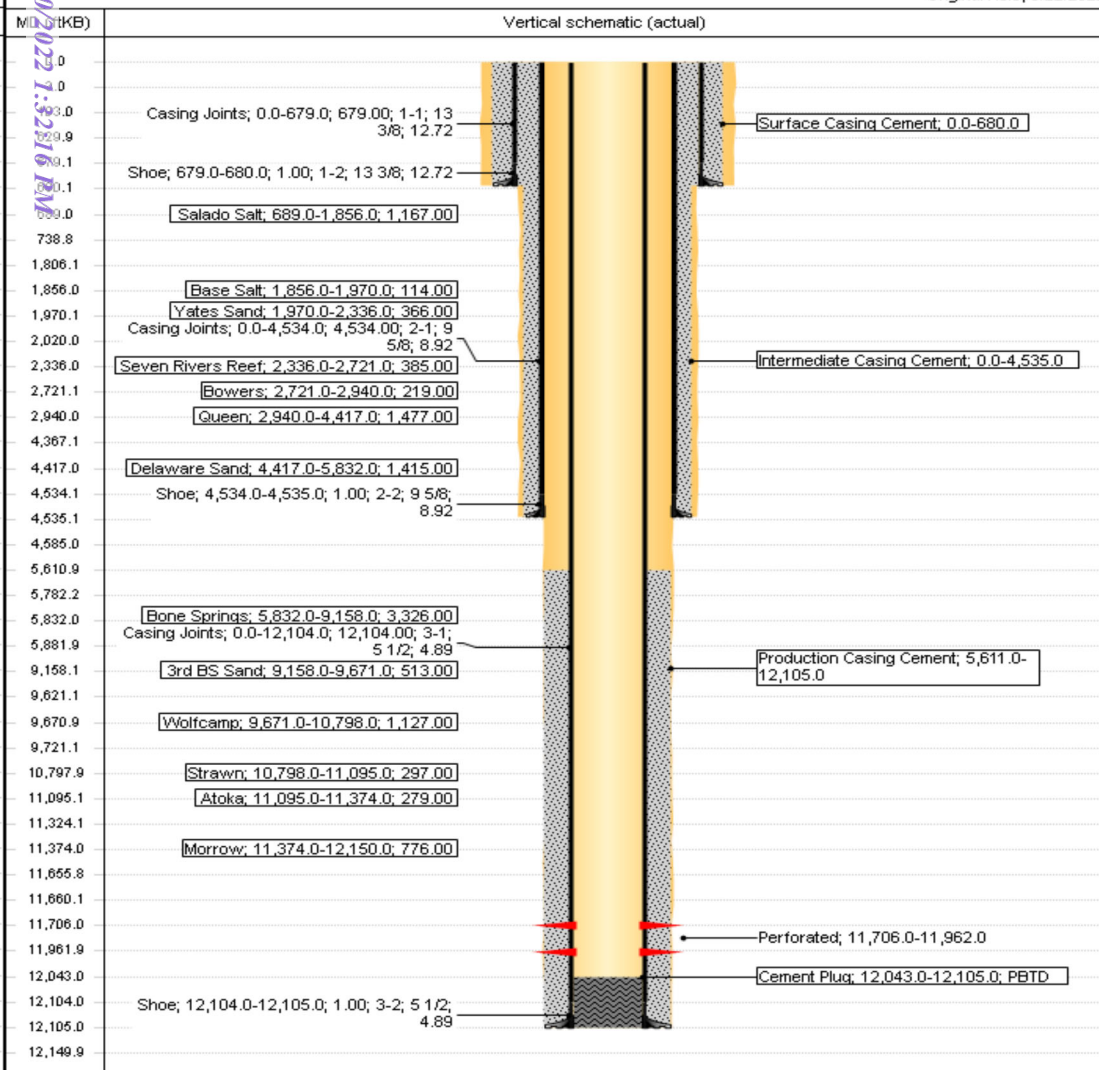 MD (ftKB)
Vertical schematic (actual)
0/2022 1:32:16 PM
738.8
1,806.1
1,856.0
1,970.1
2,020.0
2,336.0
2,721.1
2,940.0
4,367.1
4,417.0
4,534.1
4,535.1
4,585.0
5,610.9
5,782.2
5,832.0
5,881.9
9,158.1
9,621.1
9,670.9
9,721.1
10,797.9
11,095.1
11,324.1
11,374.0
11,655.8
11,660.1
11,706.0
11,961.9
12,043.0
12,104.0
12,105.0
12,149.9
Casing Joints; 0.0-679.0; 679.00; 1-1; 13
3/8; 12.72
Shoe; 679.0-680.0; 1.00; 1-2; 13 3/8; 12.72
Salado Salt; 689.0-1,856.0; 1,167.00
Base Salt; 1,856.0-1,970.0; 114.00
Yates Sand; 1,970.0-2,336.0; 366.00
Casing Joints; 0.0-4,534.0; 4,534.00; 2-1; 9
5/8; 8.92
Seven Rivers Reef; 2,336.0-2,721.0; 385.00
Bowers; 2,721.0-2,940.0; 219.00
Queen; 2,940.0-4,417.0; 1,477.00
Delaware Sand; 4,417.0-5,832.0; 1,415.00
Shoe; 4,534.0-4,535.0; 1.00; 2-2; 9 5/8;
8.92
Bone Springs; 5,832.0-9,158.0; 3,326.00
Casing Joints; 0.0-12,104.0; 12,104.00; 3-1;
5 1/2; 4.89
3rd BS Sand; 9,158.0-9,671.0; 513.00
Wolfcamp; 9,671.0-10,798.0; 1,127.00
Strawn; 10,798.0-11,095.0; 297.00
Atoka; 11,095.0-11,374.0; 279.00
Morrow; 11,374.0-12,150.0; 776.00
Shoe; 12,104.0-12,105.0; 1.00; 3-2; 5 1/2;
4.89
Surface Casing Cement; 0.0-680.0
Intermediate Casing Cement; 0.0-4,535.0
Production Casing Cement; 5,611.0-
12,105.0
Perforated; 11,706.0-11,962.0
Cement Plug; 12,043.0-12,105.0; PBTD